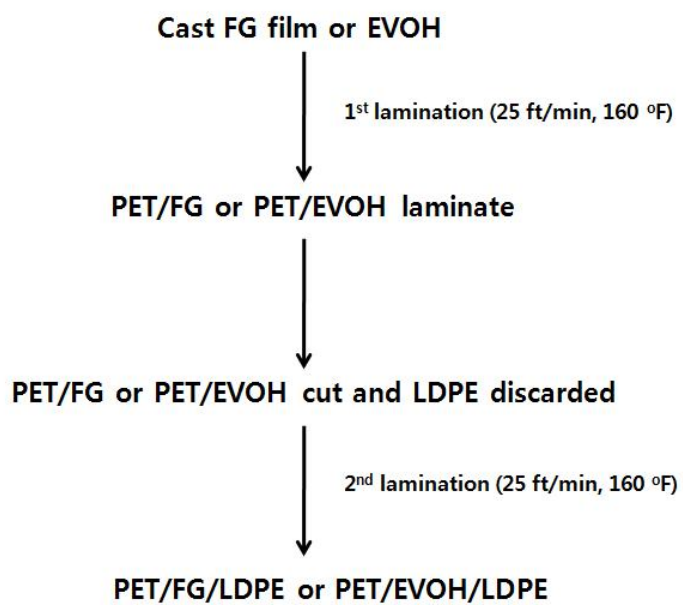 Cast FG film or EVOH
1st lamination (25 ft/min, 160 ºF)
PET/FG or PET/EVOH laminate
PET/FG or PET/EVOH cut and LDPE discarded
2nd lamination (25 ft/min, 160 ºF)
PET/FG/LDPE or PET/EVOH/LDPE